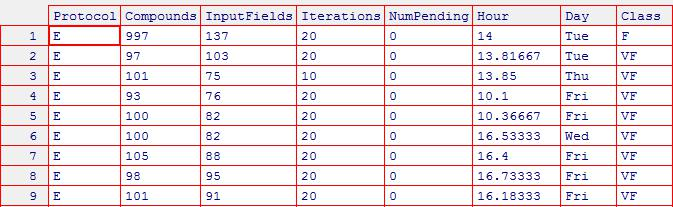 Protocol Compounds InputFields Iterations NumPending Hour Day Class
1 E 997 137 20 0 14 Tue F
2 E 97 103 20 0 13.81667 Tue VF
3 E 101 75 10 0 13.85 Thu VF
4 E 93 76 20 0 10.1 Fri VF
5 E 100 82 20 0 10.36667 Fri VF
6 E 100 82 20 0 16.53333 Wed VF
7 E 105 88 20 0 16.4 Fri VF
8 E 98 95 20 0 16.73333 Fri VF
9 E 101 91 20 0 16.18333 Fri VF